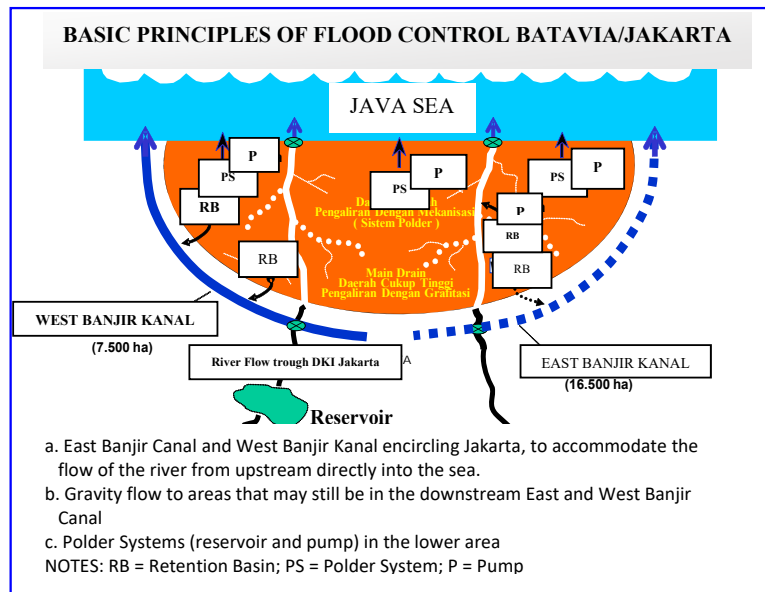 BASIC PRINCIPLES OF FLOOD CONTROL BATAVIA/JAKARTA
JAVA SEA
P
PS
RB
P
PS
P
PS
P
RB
RB
RB
Pengaliran Dengan Mekanisasi
( Sistem Polder )
Main Drain
Daerah Cukup Tinggi
Pengaliran Dengan Grafitasi
WEST BANJIR KANAL
(7.500 ha)
River Flow trough DKI Jakarta
A
EAST BANJIR KANAL
(16.500 ha)
Reservoir
a. East Banjir Canal and West Banjir Kanal encircling Jakarta, to accommodate the
flow of the river from upstream directly into the sea.
b. Gravity flow to areas that may still be in the downstream East and West Banjir
Canal
c. Polder Systems (reservoir and pump) in the lower area
NOTES: RB = Retention Basin; PS = Polder System; P = Pump